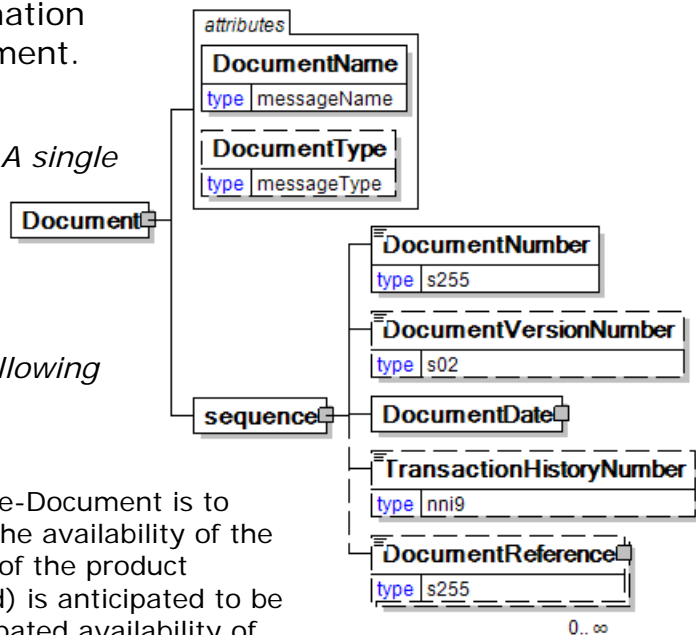 nation
ment.
A single
llowing
e-Document is to
he availability of the
of the product
d) is anticipated to be
pated availability of
attributes
DocumentName
type messageName
DocumentType
type messageType
Document
sequence
DocumentNumber
type s255
DocumentVersionNumber
type s02
DocumentDate
TransactionHistoryNumber
type nni9
DocumentReference
type s255
0..∞